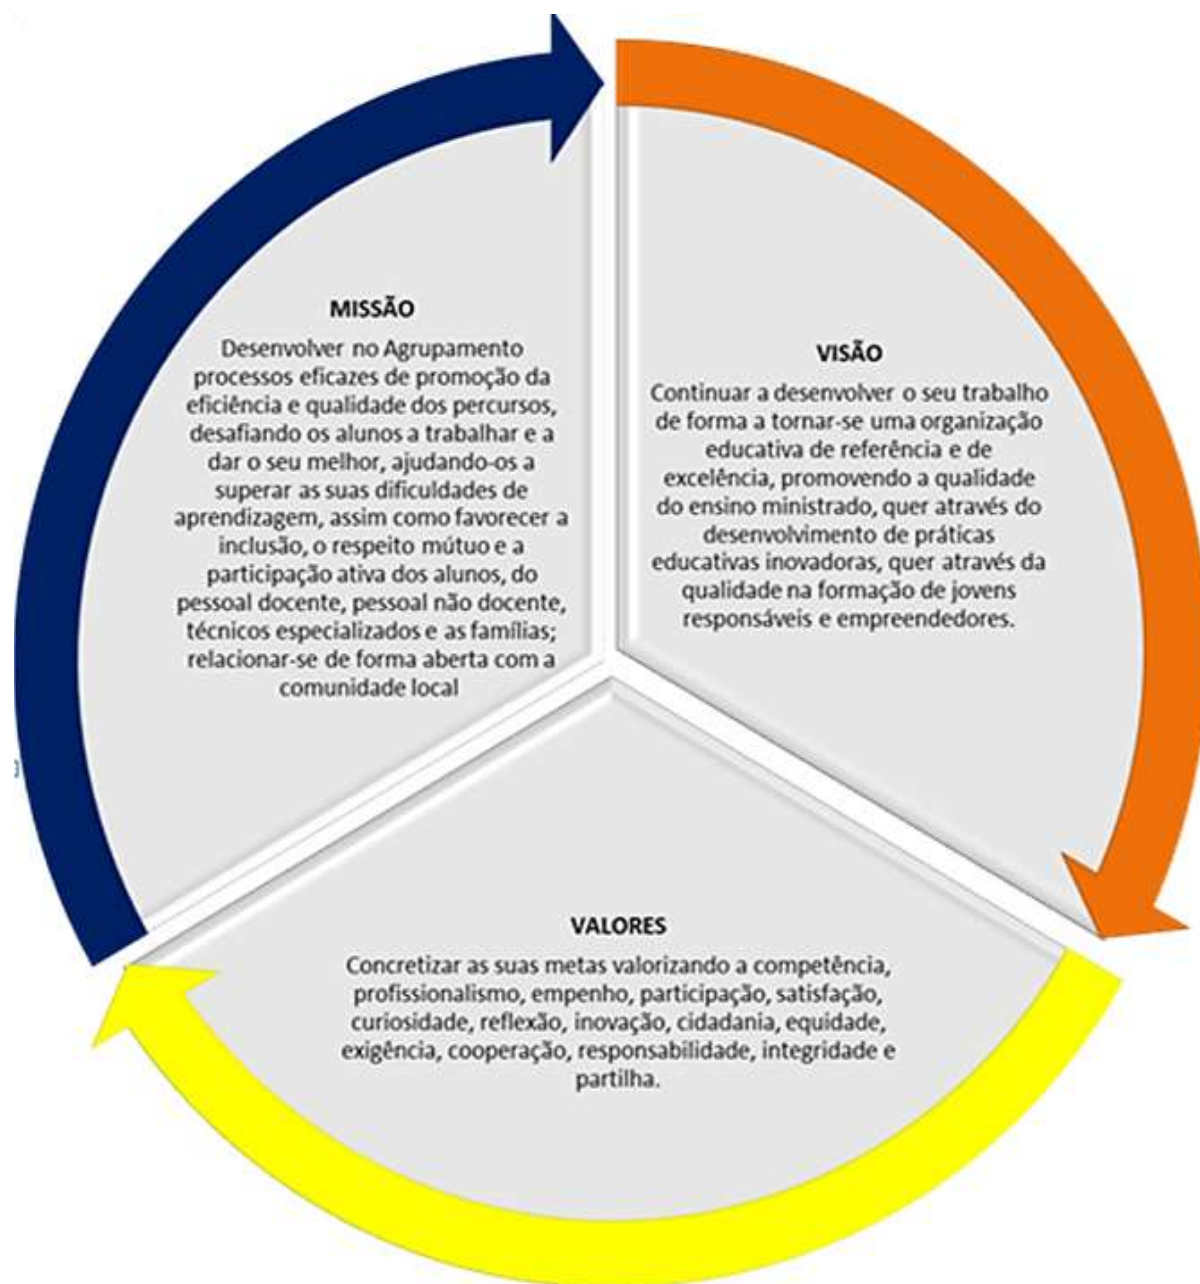 MISSÃO
Desenvolver no Agrupamento
processos eficazes de promoção da
eficiência e qualidade dos percursos,
desafiando os alunos a trabalhar e a
dar o seu melhor, ajudando-os a
superar as suas dificuldades de
aprendizagem, assim como favorecer a
inclusão, o respeito mútuo e a
participação ativa dos alunos, do
pessoal docente, pessoal não docente,
técnicos especializados e as famílias;
relacionar-se de forma aberta com a
comunidade local
VISÃO
Continuar a desenvolver o seu trabalho
de forma a tornar-se uma organização
educativa de referência e de
excelência, promovendo a qualidade
do ensino ministrado, quer através do
desenvolvimento de práticas
educativas inovadoras, quer através da
qualidade na formação de jovens
responsáveis e empreendedores.
VALORES
Concretizar as suas metas valorizando a competência,
profissionalismo, empenho, participação, satisfação,
curiosidade, reflexão, inovação, cidadania, equidade,
exigência, cooperação, responsabilidade, integridade e
partilha.